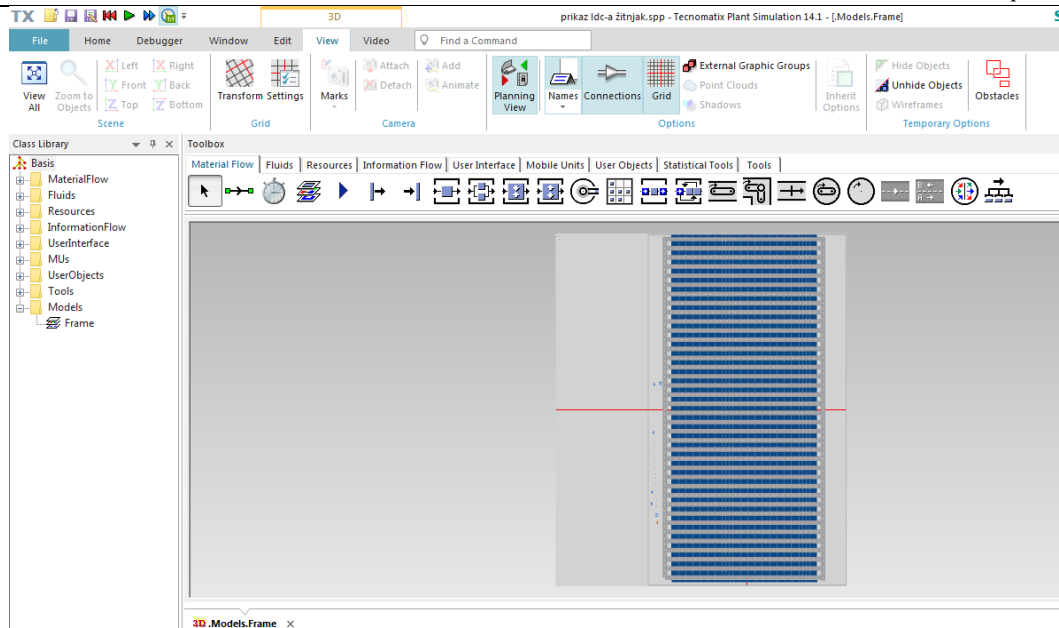 TX 3D prikaz ldc-a žitnjak.spp - Tecnomatix Plant Simulation 14.1 - [.Models.Frame]
File Home Debugger Window Edit View Video Find a Command
View All
Zoom to Objects
Left Right
Front Back
Top Bottom
Scene
Transform Settings
Grid
Marks
Attach
Detach
Add
Animate
Camera
Planning View
Names Connections Grid
External Graphic Groups
Point Clouds
Shadows
Inherit Options
Options
Hide Objects
Unhide Objects
Wireframes
Obstacles
Temporary Options
Class Library
Basis
MaterialFlow
Fluids
Resources
InformationFlow
UserInterface
MUs
UserObjects
Tools
Models
Frame
Toolbox
Material Flow Fluids Resources Information Flow User Interface Mobile Units User Objects Statistical Tools Tools
3D .Models.Frame